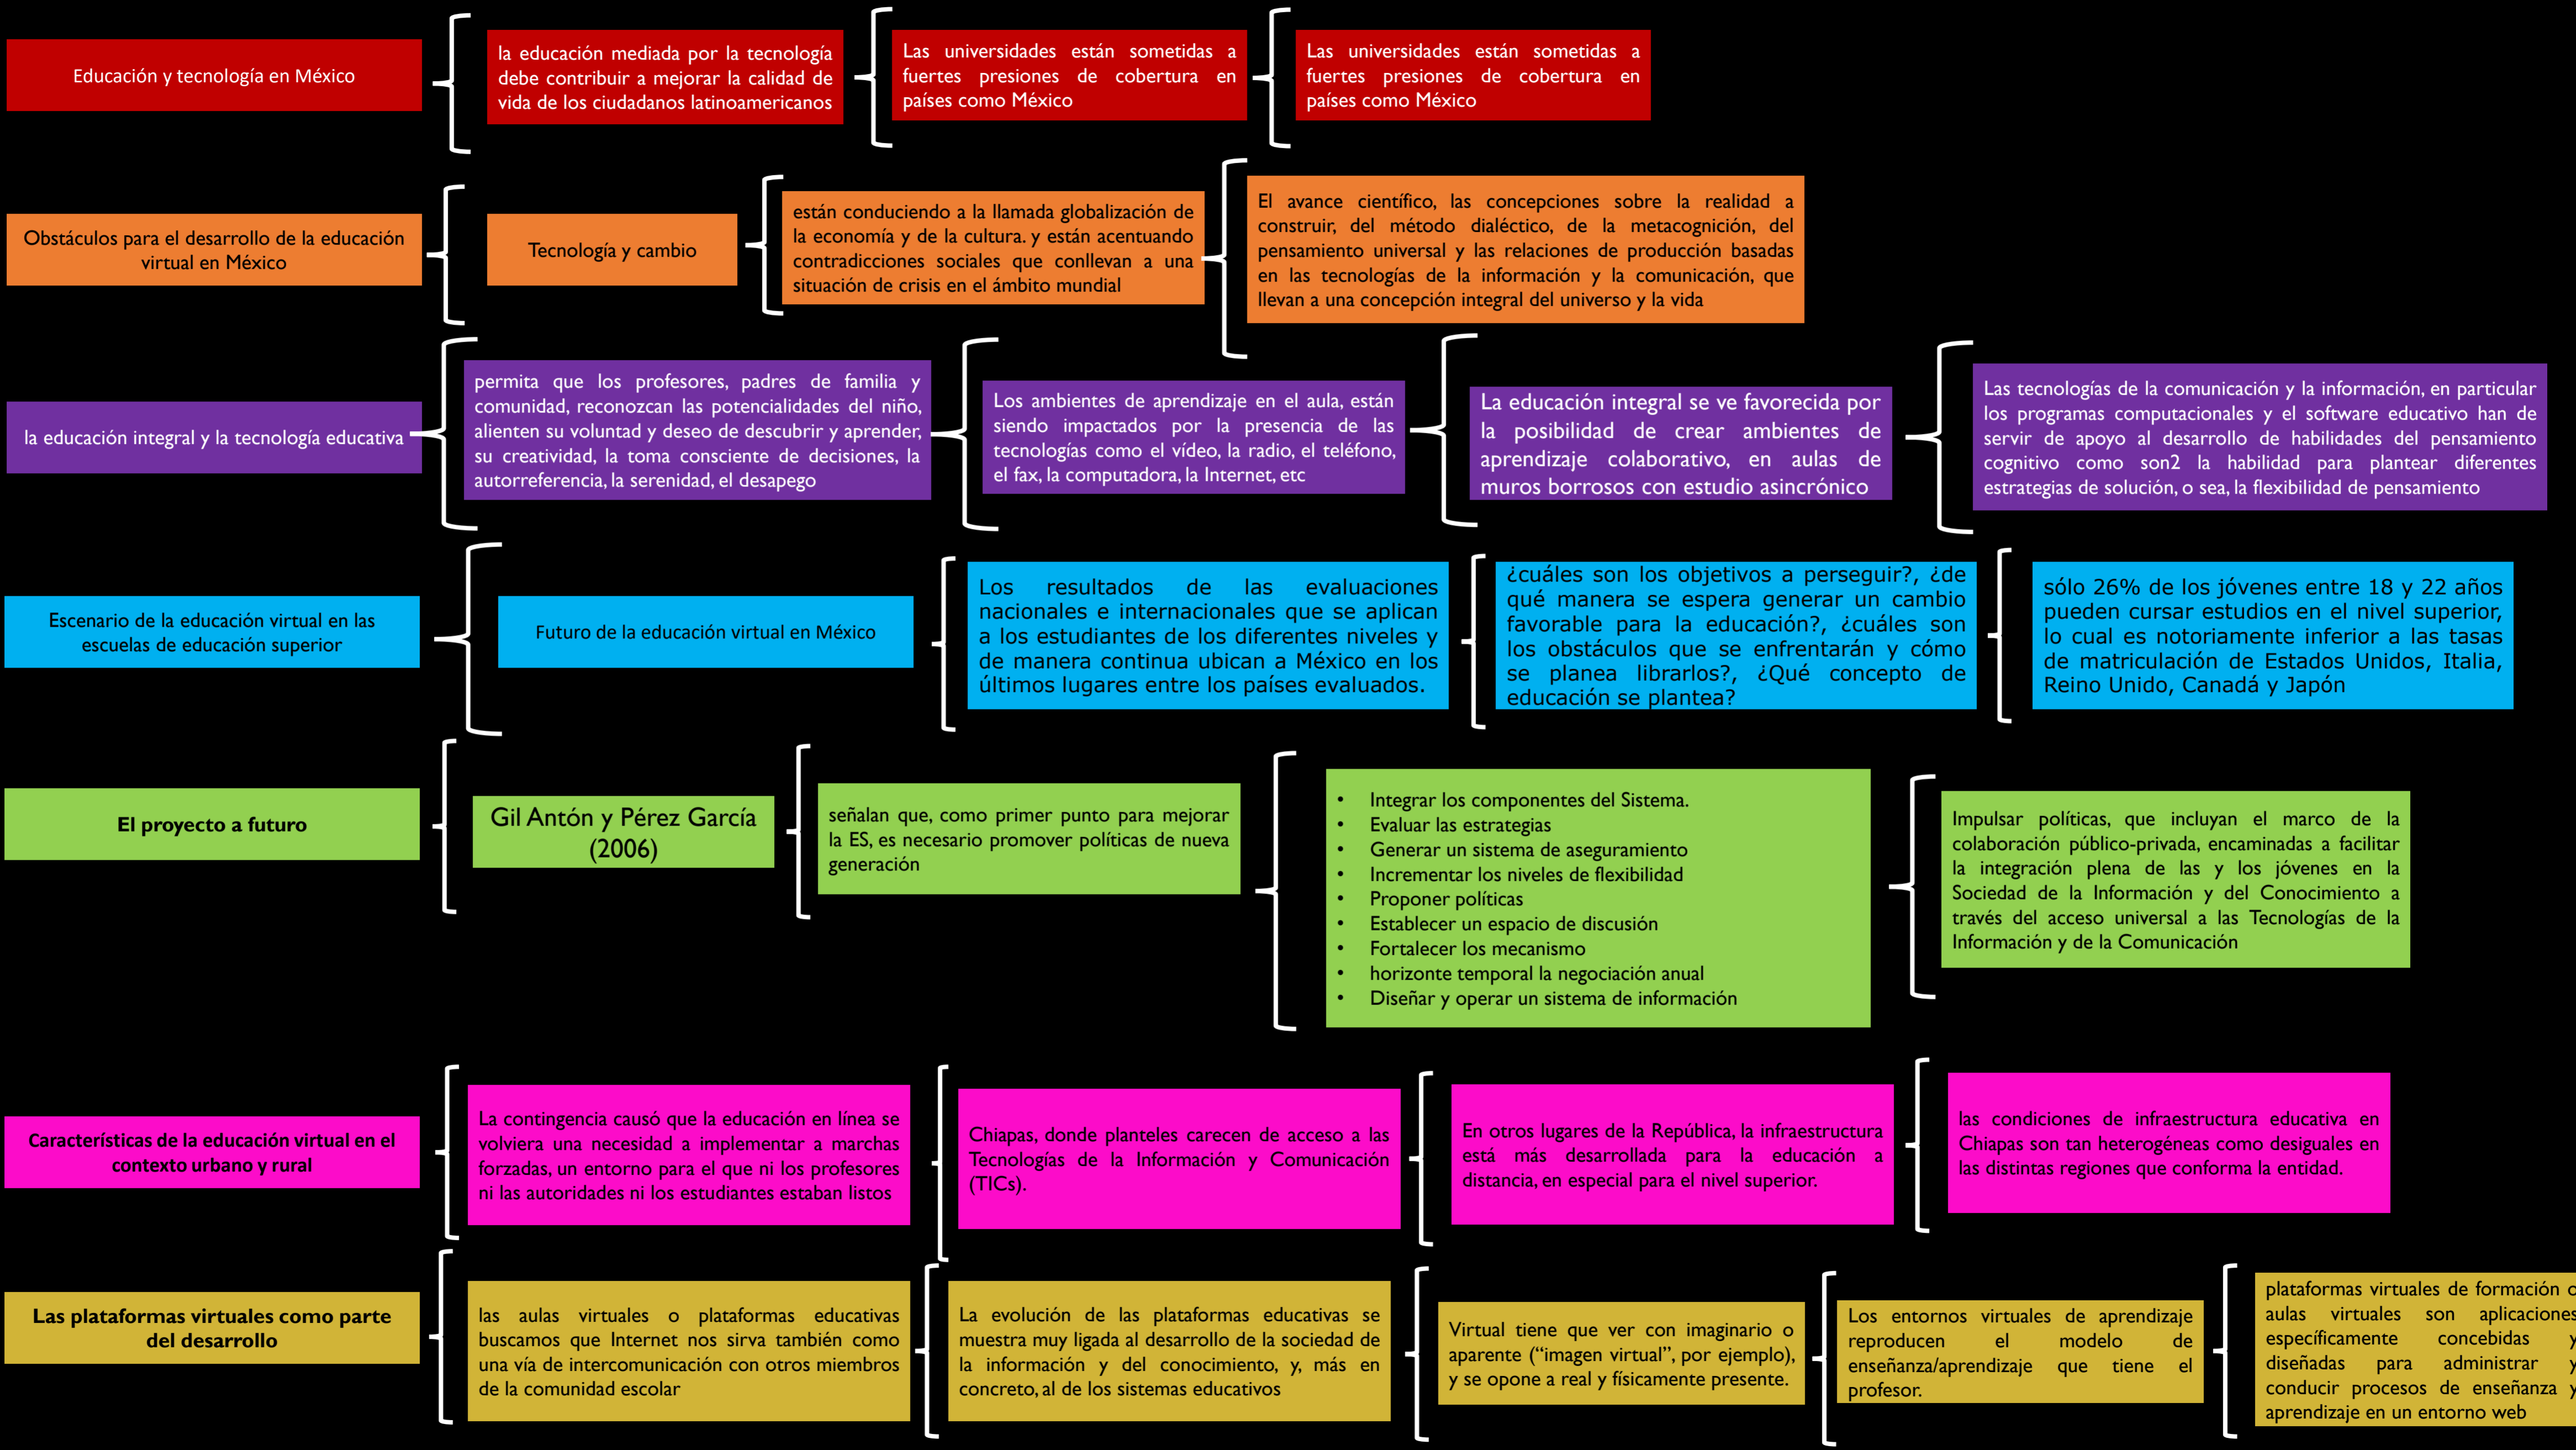 Educación y tecnología en México
la educación mediada por la tecnología
debe contribuir a mejorar la calidad de
vida de los ciudadanos latinoamericanos
Las universidades están sometidas a
fuertes presiones de cobertura en
países como México
Las universidades están sometidas a
fuertes presiones de cobertura en
países como México
Obstáculos para el desarrollo de la educación
virtual en México
Tecnología y cambio
están conduciendo a la llamada globalización de
la economía y de la cultura. y están acentuando
contradicciones sociales que conllevan a una
situación de crisis en el ámbito mundial
El avance científico, las concepciones sobre la realidad a
construir, del método dialéctico, de la metacognición, del
pensamiento universal y las relaciones de producción basadas
en las tecnologías de la información y la comunicación, que
llevan a una concepción integral del universo y la vida
la educación integral y la tecnología educativa
permita que los profesores, padres de familia y
comunidad, reconozcan las potencialidades del niño,
alienten su voluntad y deseo de descubrir y aprender,
su creatividad, la toma consciente de decisiones, la
autorreferencia, la serenidad, el desapego
Los ambientes de aprendizaje en el aula, están
siendo impactados por la presencia de las
tecnologías como el vídeo, la radio, el teléfono,
el fax, la computadora, la Internet, etc
La educación integral se ve favorecida por
la posibilidad de crear ambientes de
aprendizaje colaborativo, en aulas de
muros borrosos con estudio asincrónico
Las tecnologías de la comunicación y la información, en particular
los programas computacionales y el software educativo han de
servir de apoyo al desarrollo de habilidades del pensamiento
cognitivo como son2 la habilidad para plantear diferentes
estrategias de solución, o sea, la flexibilidad de pensamiento
Escenario de la educación virtual en las
escuelas de educación superior
Futuro de la educación virtual en México
Los resultados de las evaluaciones
nacionales e internacionales que se aplican
a los estudiantes de los diferentes niveles y
de manera continua ubican a México en los
últimos lugares entre los países evaluados.
¿cuáles son los objetivos a perseguir?, ¿de
qué manera se espera generar un cambio
favorable para la educación?, ¿cuáles son
los obstáculos que se enfrentarán y cómo
se planea librarlos?, ¿Qué concepto de
educación se plantea?
sólo 26% de los jóvenes entre 18 y 22 años
pueden cursar estudios en el nivel superior,
lo cual es notoriamente inferior a las tasas
de matriculación de Estados Unidos, Italia,
Reino Unido, Canadá y Japón
El proyecto a futuro
Gil Antón y Pérez García
(2006)
señalan que, como primer punto para mejorar
la ES, es necesario promover políticas de nueva
generación
• Integrar los componentes del Sistema.
• Evaluar las estrategias
• Generar un sistema de aseguramiento
• Incrementar los niveles de flexibilidad
• Proponer políticas
• Establecer un espacio de discusión
• Fortalecer los mecanismo
• horizonte temporal la negociación anual
• Diseñar y operar un sistema de información
Impulsar políticas, que incluyan el marco de la
colaboración público-privada, encaminadas a facilitar
la integración plena de las y los jóvenes en la
Sociedad de la Información y del Conocimiento a
través del acceso universal a las Tecnologías de la
Información y de la Comunicación
Características de la educación virtual en el
contexto urbano y rural
La contingencia causó que la educación en línea se
volviera una necesidad a implementar a marchas
forzadas, un entorno para el que ni los profesores
ni las autoridades ni los estudiantes estaban listos
Chiapas, donde planteles carecen de acceso a las
Tecnologías de la Información y Comunicación
(TICs).
En otros lugares de la República, la infraestructura
está más desarrollada para la educación a
distancia, en especial para el nivel superior.
las condiciones de infraestructura educativa en
Chiapas son tan heterogéneas como desiguales en
las distintas regiones que conforma la entidad.
Las plataformas virtuales como parte
del desarrollo
las aulas virtuales o plataformas educativas
buscamos que Internet nos sirva también como
una vía de intercomunicación con otros miembros
de la comunidad escolar
La evolución de las plataformas educativas se
muestra muy ligada al desarrollo de la sociedad de
la información y del conocimiento, y, más en
concreto, al de los sistemas educativos
Virtual tiene que ver con imaginario o
aparente (“imagen virtual”, por ejemplo),
y se opone a real y físicamente presente.
Los entornos virtuales de aprendizaje
reproducen el modelo de
enseñanza/aprendizaje que tiene el
profesor.
plataformas virtuales de formación o
aulas virtuales son aplicaciones
específicamente concebidas y
diseñadas para administrar y
conducir procesos de enseñanza y
aprendizaje en un entorno web